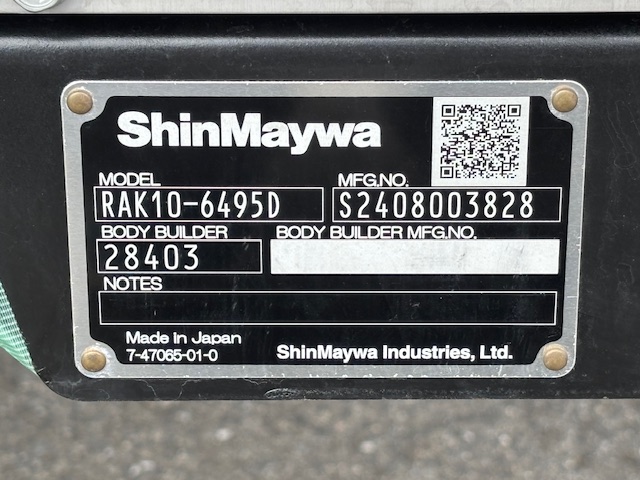 ShinMaywa
MODEL MFG.NO.
RAK10-6495D S2408003828
BODY BUILDER BODY BUILDER MFG.NO.
28403
NOTES
Made In Japan
7-47065-01-0 ShinMaywa Industries, Ltd.